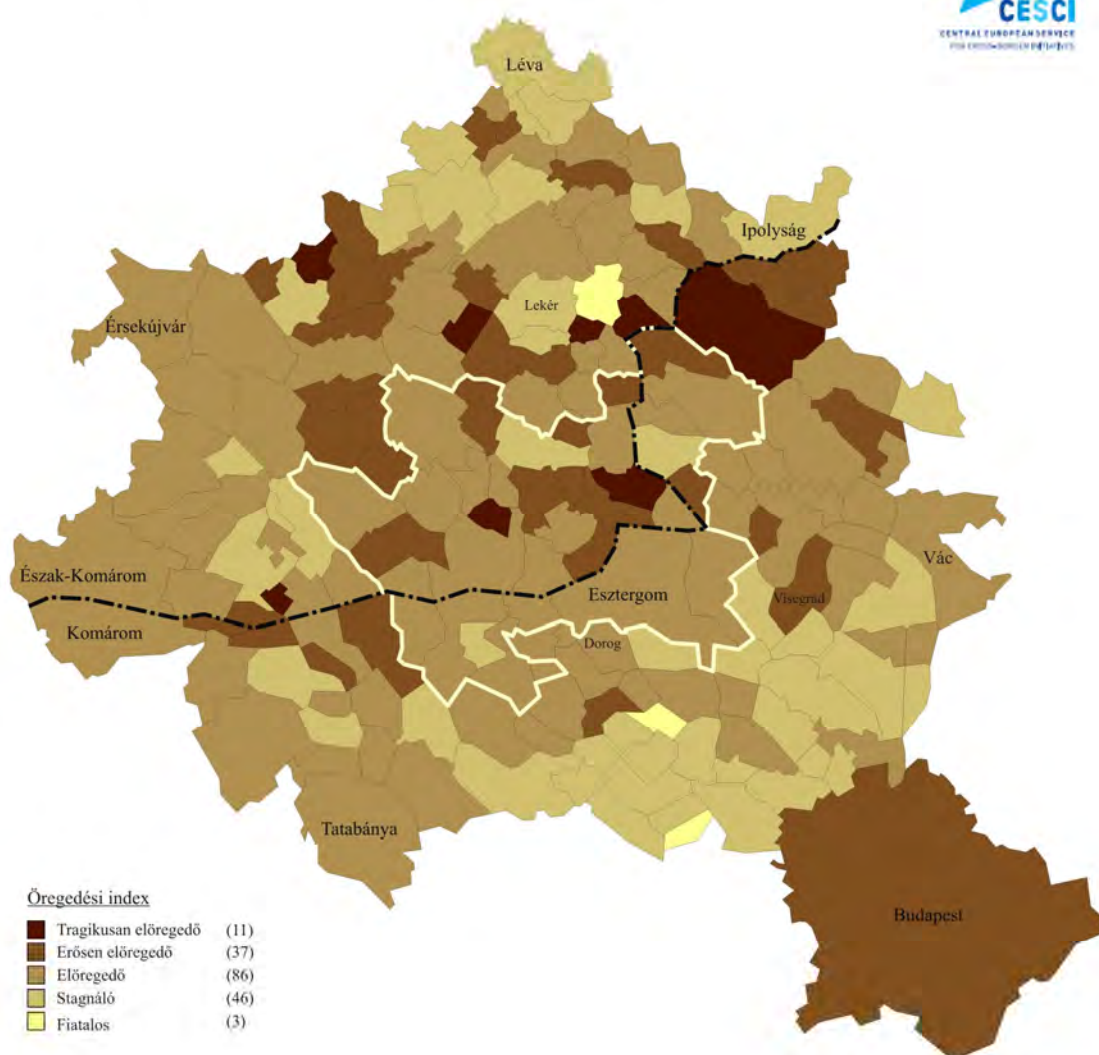 CESCI
CENTRAL EUROPEAN SERVICE
FOR CROSS-BORDER INITIATIVES
Léva
Ipolyság
Lekér
Érsekújvár
Észak-Komárom
Komárom
Esztergom
Visegrád
Vác
Dorog
Tatabánya
Budapest
Öregedési index
Tragikusan elöregedő (11)
Erősen elöregedő (37)
Elöregedő (86)
Stagnáló (46)
Fiatalos (3)